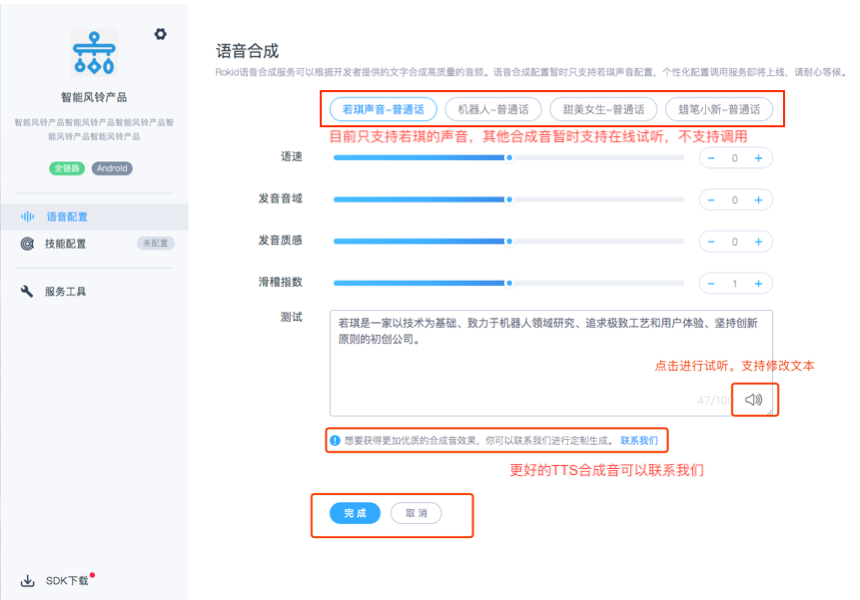 智能风铃产品
智能风铃产品智能风铃产品智能风铃产品智
能风铃产品智能风铃产品
全链路 Android
语音配置
技能配置 未配置
服务工具
SDK下载
语音合成
Rokid语音合成服务可以根据开发者提供的文字合成高质量的音频。语音合成配置暂时只支持若琪声音配置，个性化配置调用服务即将上线，请耐心等候。
若琪声音-普通话 机器人-普通话 甜美女生-普通话 蜡笔小新-普通话
目前只支持若琪的声音，其他合成音暂时支持在线试听，不支持调用
语速 − 0 +
发音音域 − 0 +
发音质感 − 0 +
滑稽指数 − 1 +
测试
若琪是一家以技术为基础、致力于机器人领域研究、追求极致工艺和用户体验、坚持创新
原则的初创公司。
点击进行试听。支持修改文本
47/100
想要获得更加优质的合成音效果，你可以联系我们进行定制生成。 联系我们
更好的TTS合成音可以联系我们
完成 取消